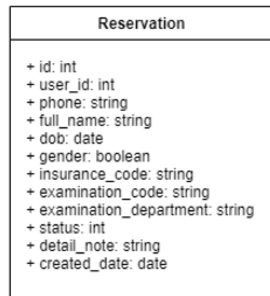 Reservation
+ id: int
+ user_id: int
+ phone: string
+ full_name: string
+ dob: date
+ gender: boolean
+ insurance_code: string
+ examination_code: string
+ examination_department: string
+ status: int
+ detail_note: string
+ created_date: date